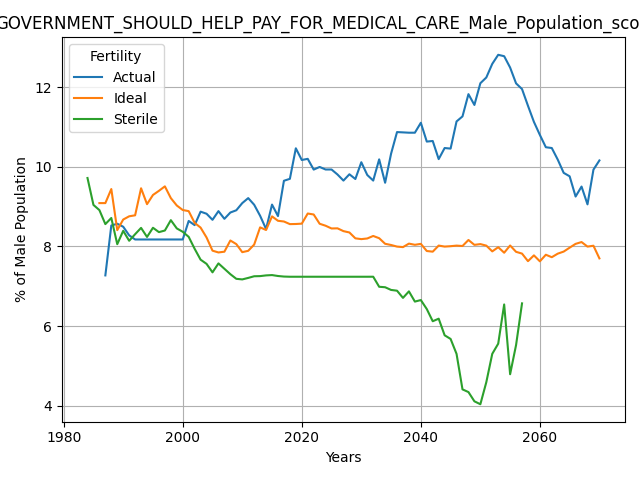 GOVERNMENT_SHOULD_HELP_PAY_FOR_MEDICAL_CARE_Male_Population_sco
Fertility
Actual
Ideal
Sterile
% of Male Population
12
10
8
6
4
1980
2000
2020
2040
2060
Years